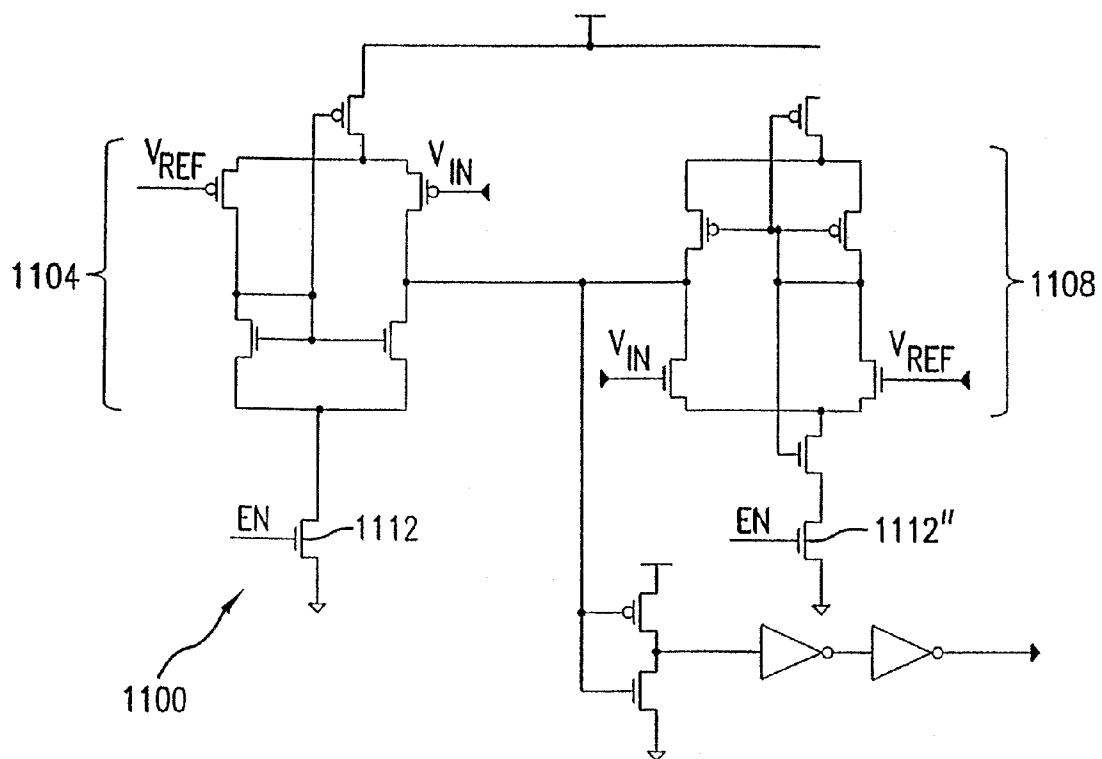 V_REF
V_IN
1104
1108
V_IN
V_REF
EN
1112
EN
1112"
1100